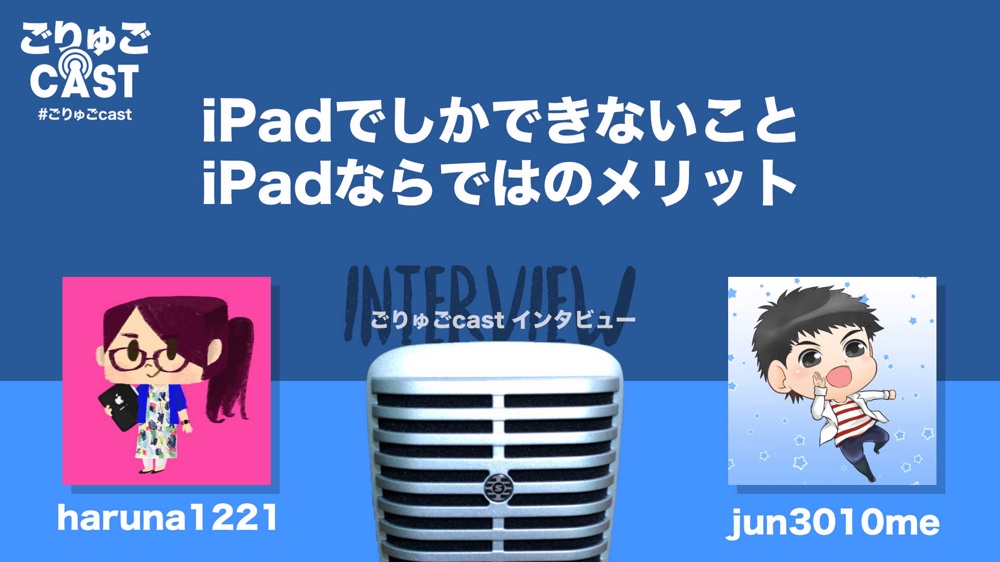 ごりゅご
CAST
#ごりゅごcast
iPadでしかできないこと
iPadならではのメリット
INTERVIEW
ごりゅごcast インタビュー
haruna1221
jun3010me